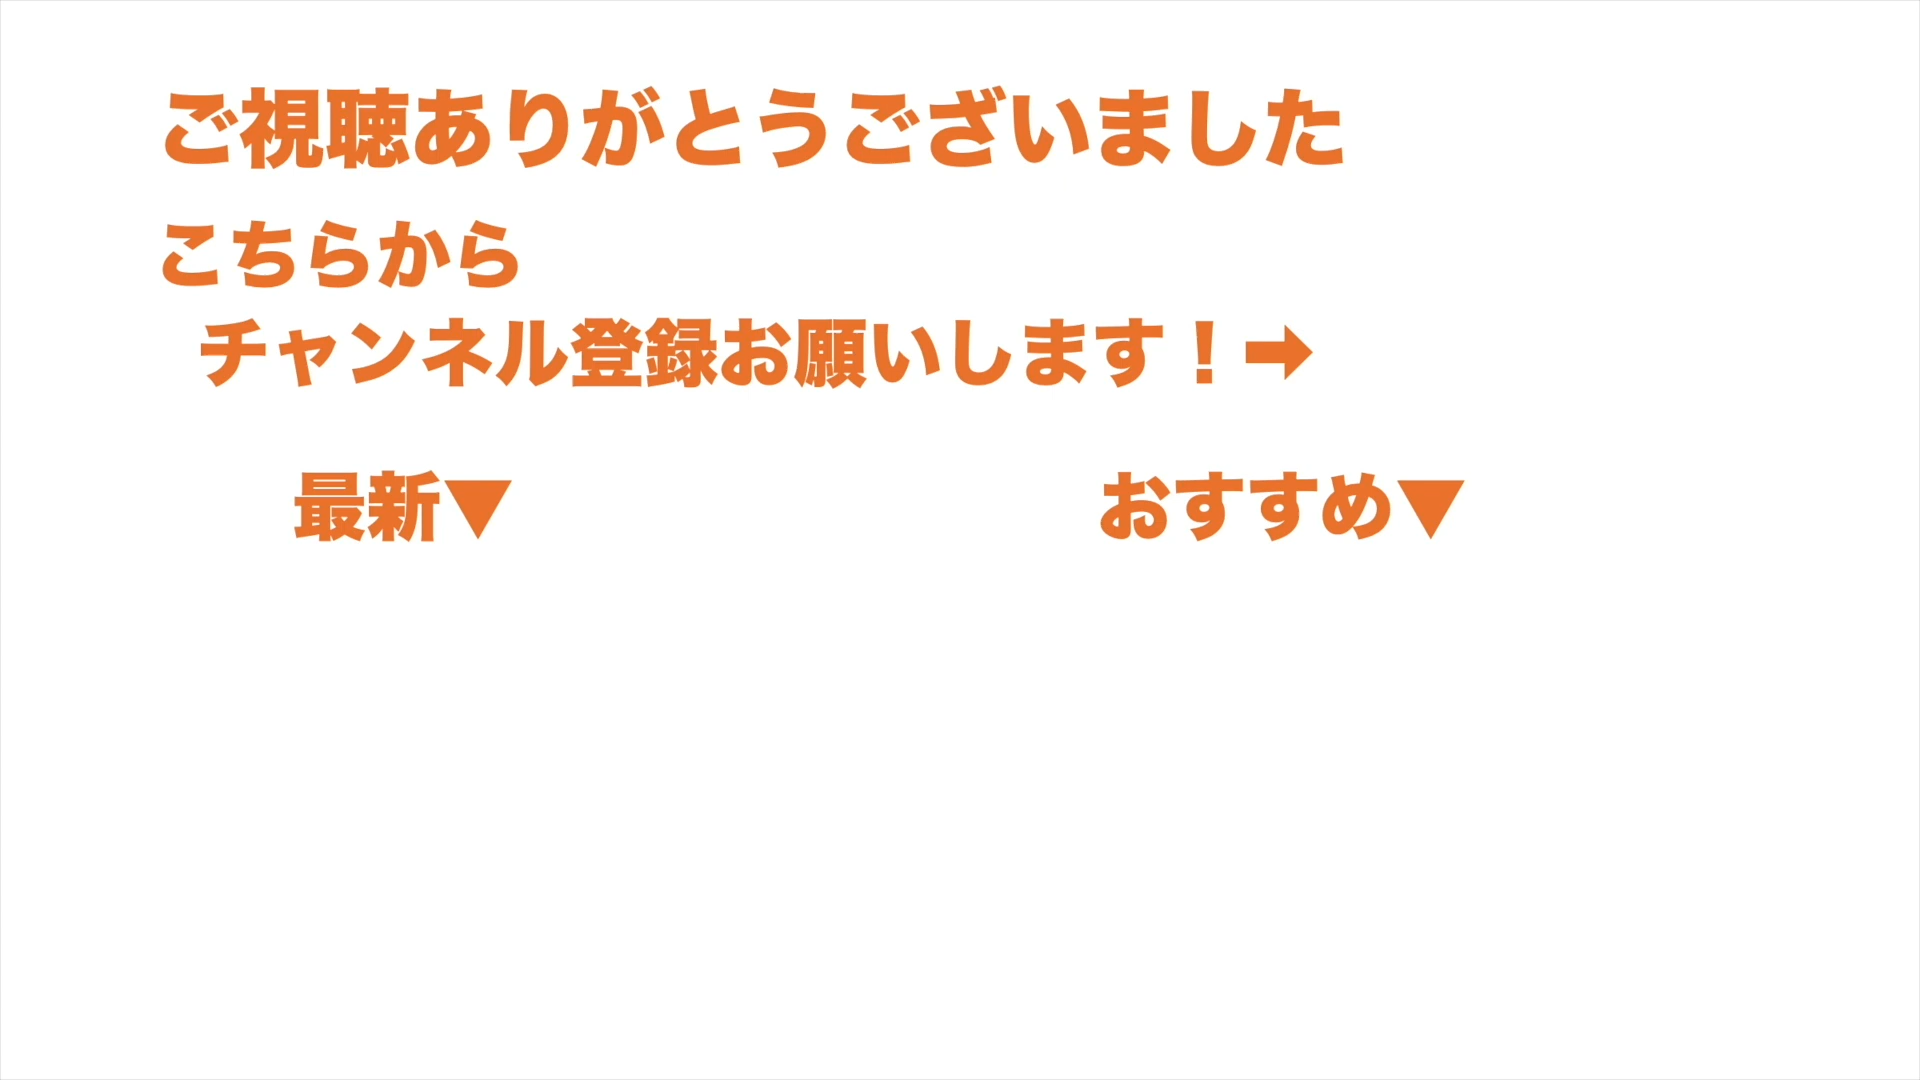 ご視聴ありがとうございました
こちらから
チャンネル登録お願いします！➡
最新▼
おすすめ▼